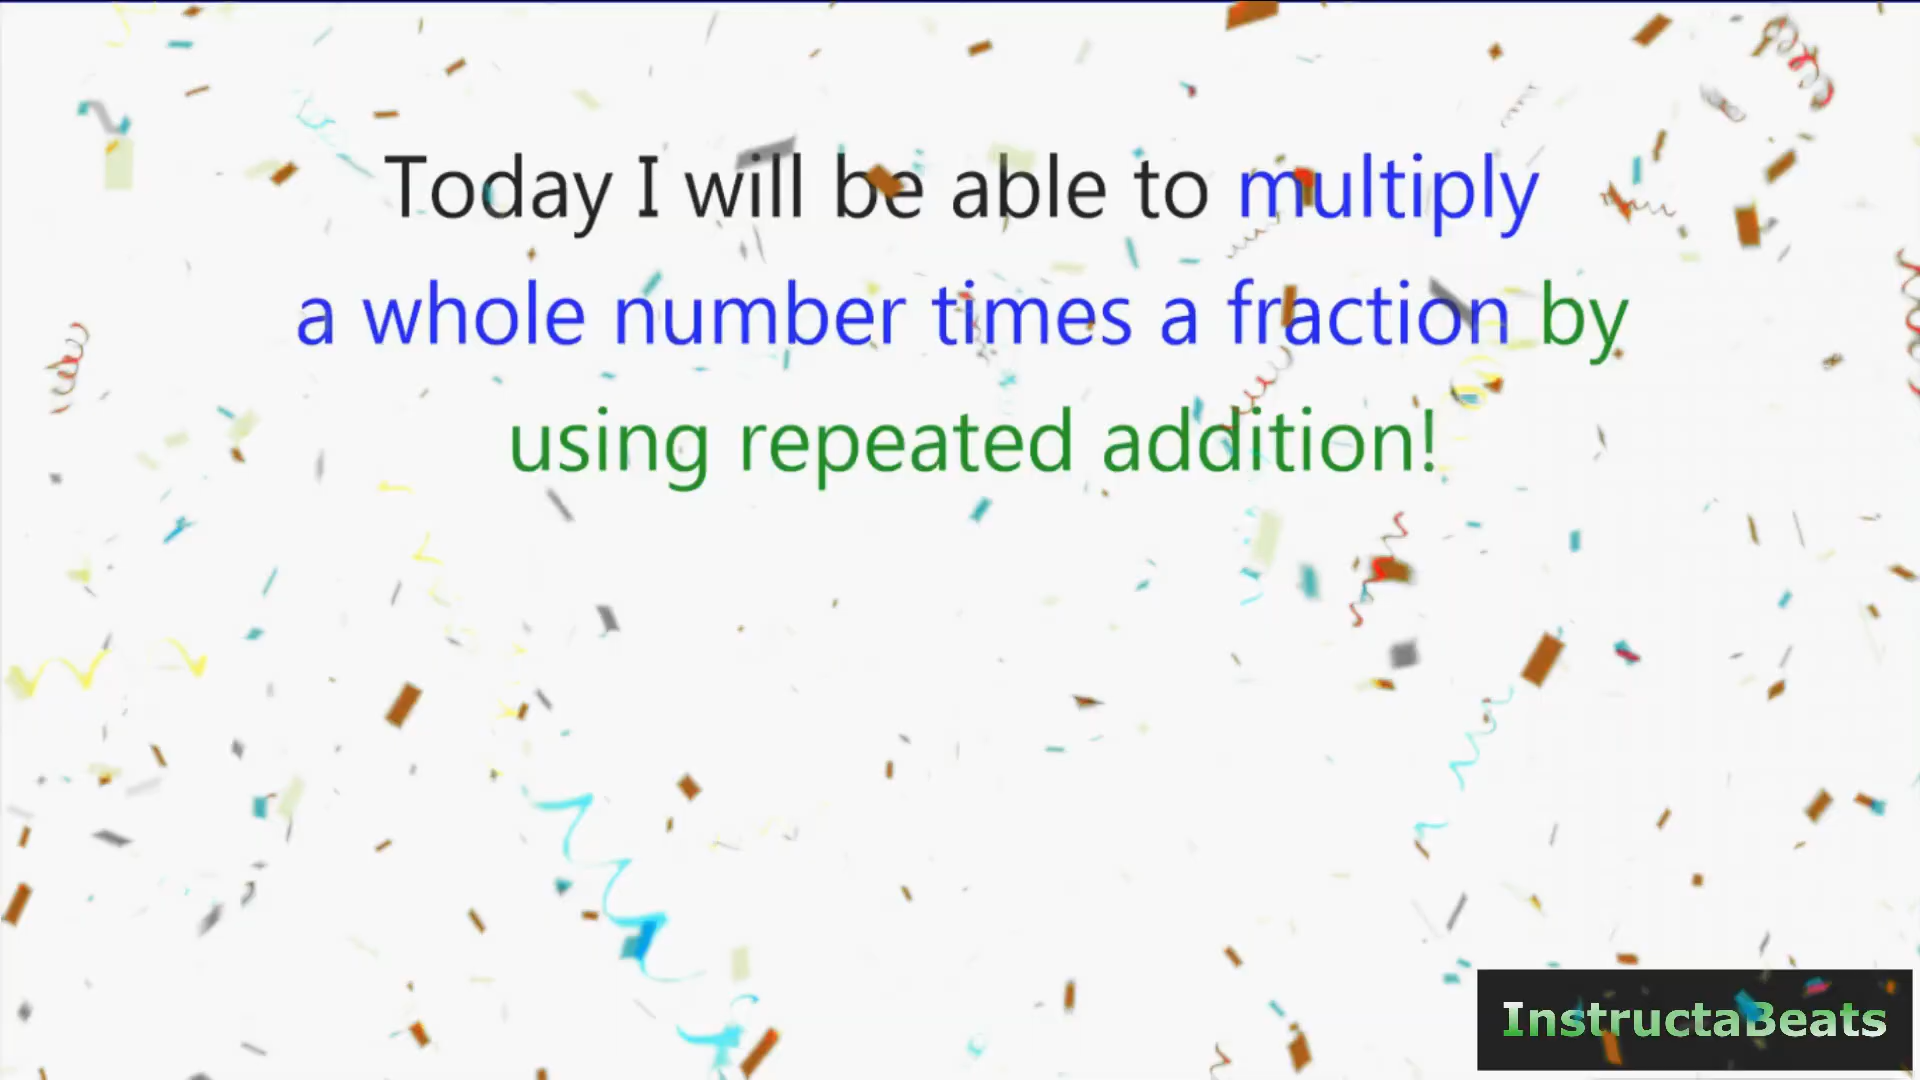 Today I will be able to multiply
a whole number times a fraction by
using repeated addition!
InstructaBeats